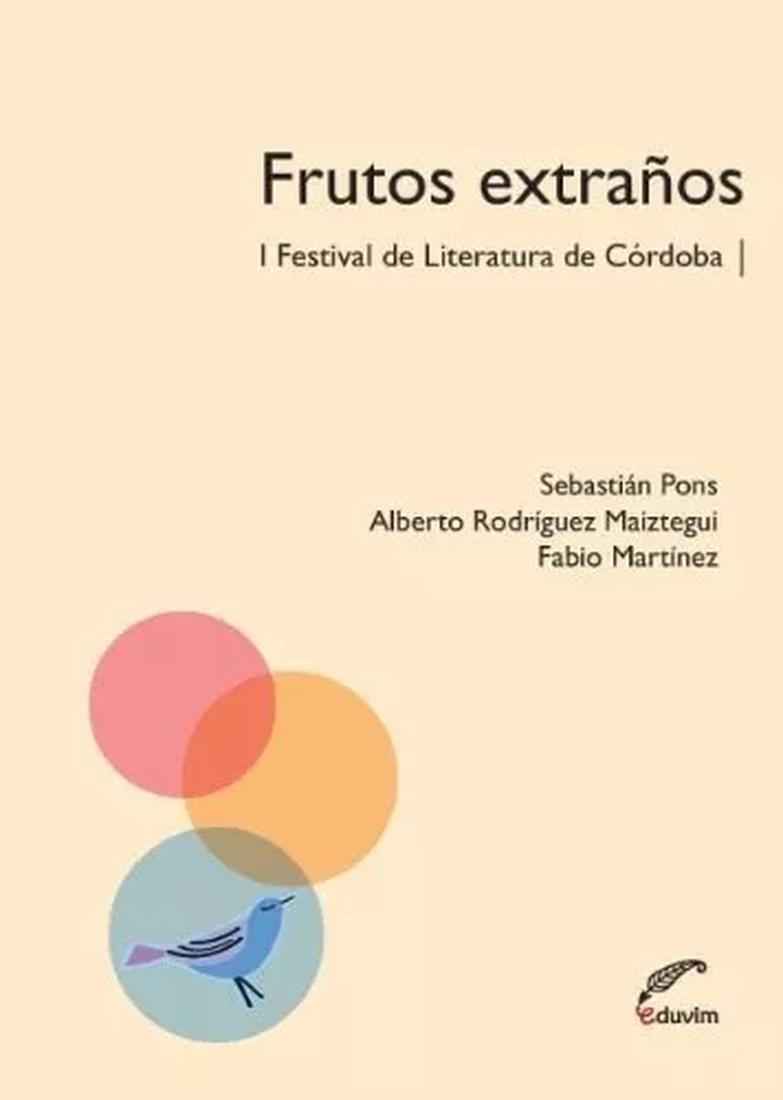 Frutos extraños
I Festival de Literatura de Córdoba |
Sebastián Pons
Alberto Rodríguez Maiztegui
Fabio Martínez
eduvim